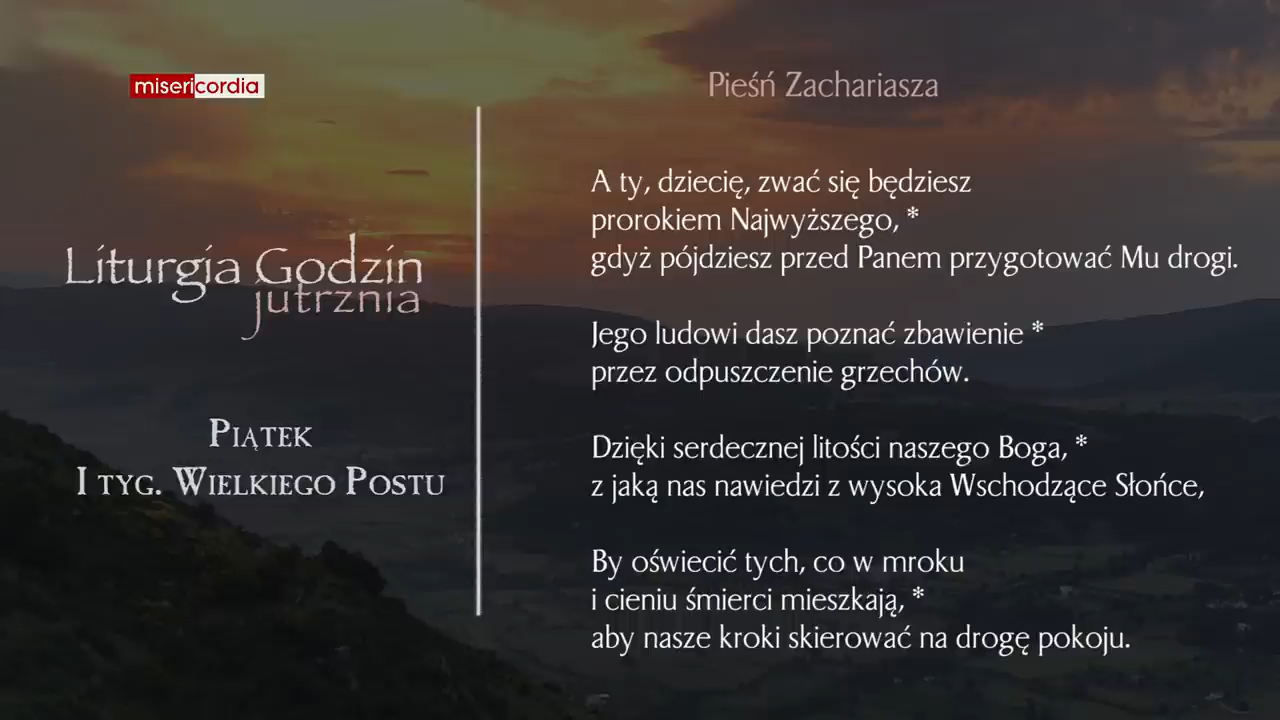 misericordia
Liturgia Godzin
jutrznia
Piątek
I tyg. Wielkiego Postu
Pieśń Zachariasza
A ty, dziecię, zwać się będziesz
prorokiem Najwyższego, *
gdyż pójdziesz przed Panem przygotować Mu drogi.
Jego ludowi dasz poznać zbawienie *
przez odpuszczenie grzechów.
Dzięki serdecznej litości naszego Boga, *
z jaką nas nawiedzi z wysoka Wschodzące Słońce,
By oświecić tych, co w mroku
i cieniu śmierci mieszkają, *
aby nasze kroki skierować na drogę pokoju.